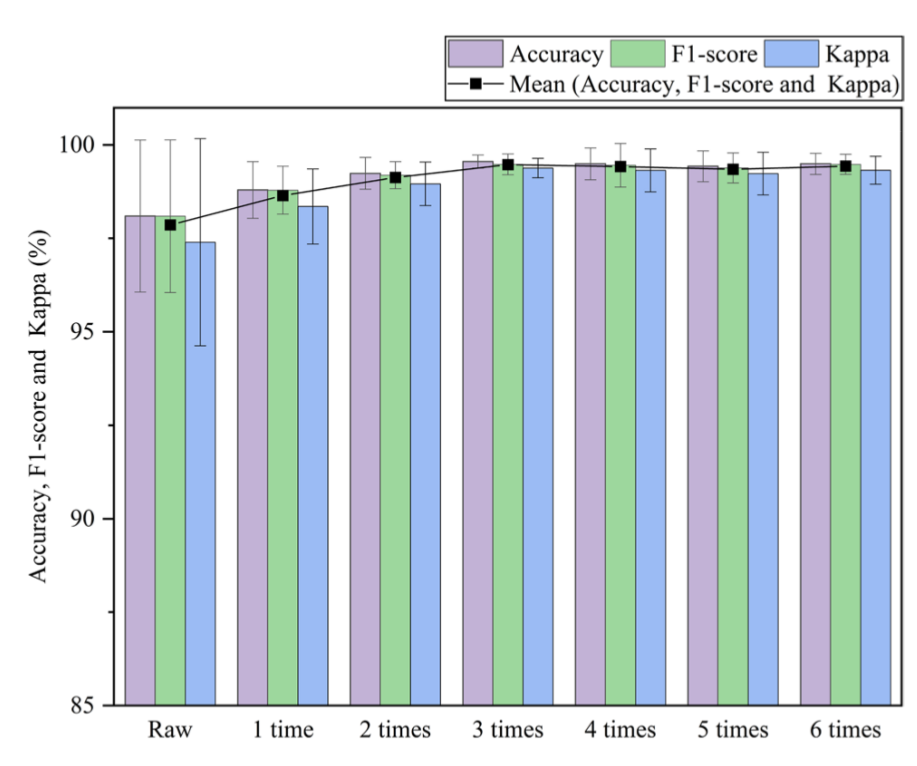 Accuracy F1-score Kappa
Mean (Accuracy, F1-score and Kappa)
Accuracy, F1-score and Kappa (%)
100
95
90
85
Raw 1 time 2 times 3 times 4 times 5 times 6 times